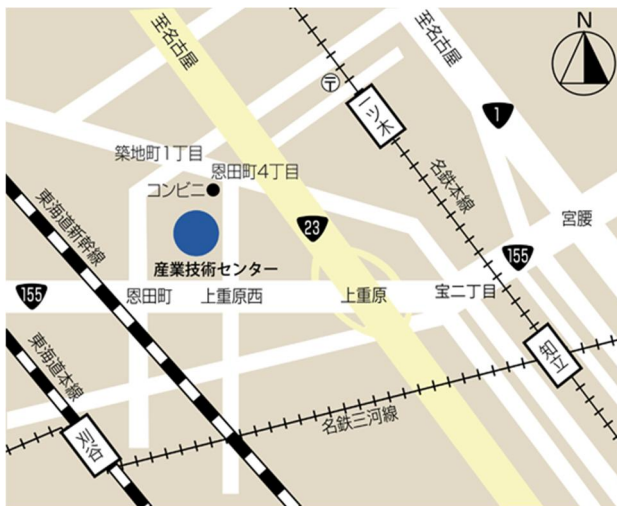 至名古屋
至名古屋
N
〒
一ツ木
1
築地町1丁目
恩田町4丁目
コンビニ
名鉄本線
東海道新幹線
23
宮腰
155
産業技術センター
155
恩田町
上重原西
上重原
宝二丁目
東海道本線
知立
名鉄三河線
刈谷